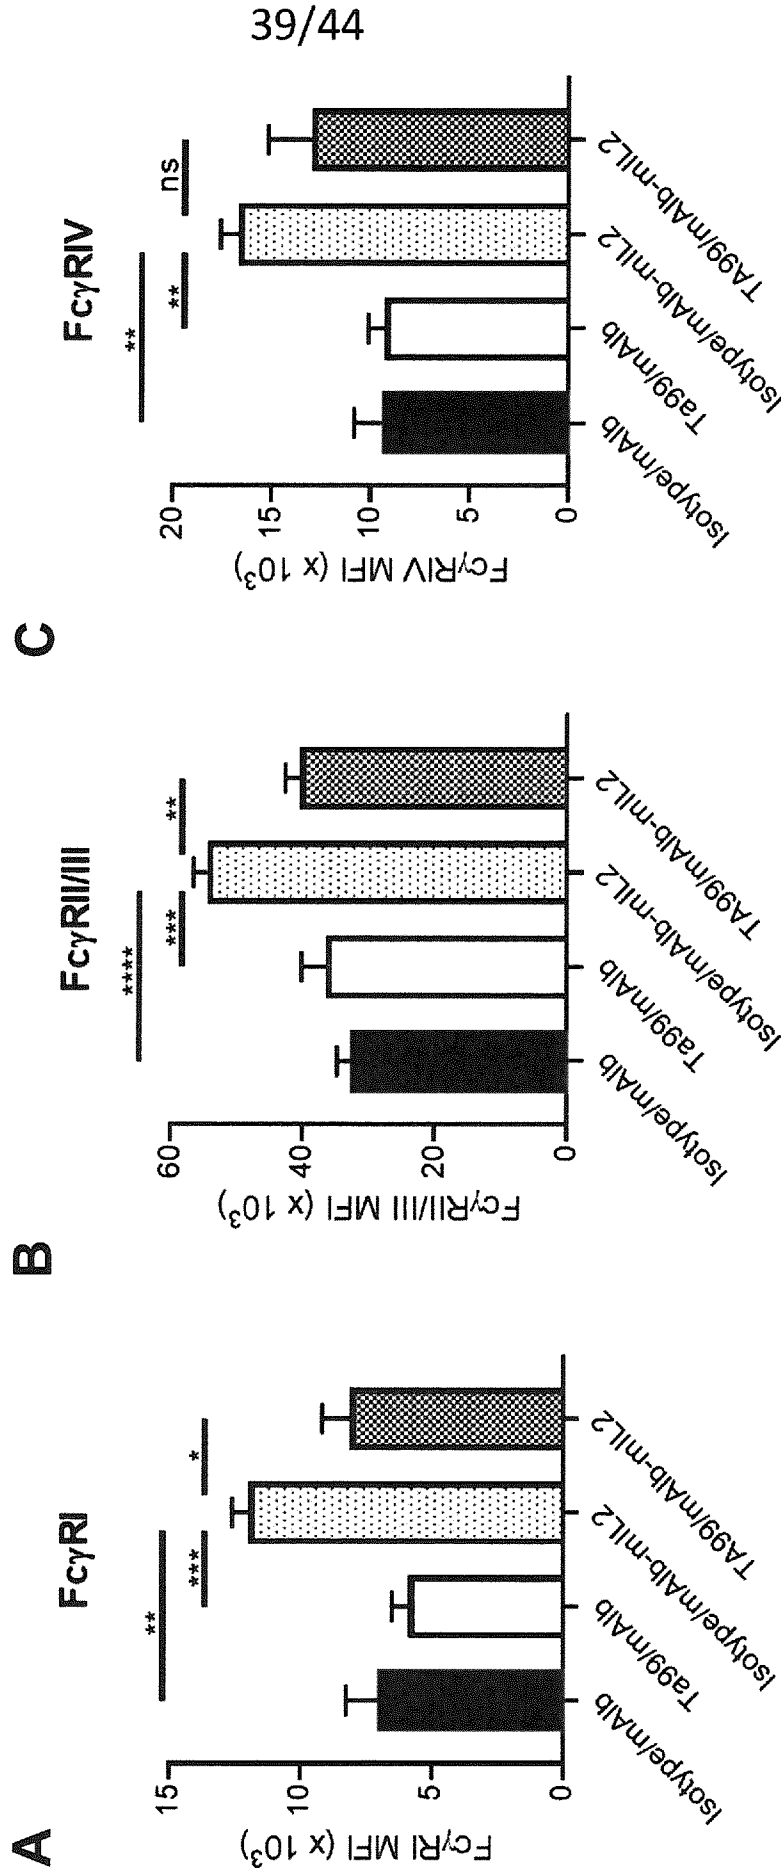 39/44
A
FcγRI
FcγRI MFI (x 10³)
15
10
5
0
**
***
*
Isotype/mAlb
Ta99/mAlb
Isotype/mAlb-mIL2
TA99/mAlb-mIL2
B
FcγRII/III
FcγRII/III MFI (x 10³)
60
40
20
0
****
***
**
Isotype/mAlb
Ta99/mAlb
Isotype/mAlb-mIL2
TA99/mAlb-mIL2
C
FcγRIV
FcγRIV MFI (x 10³)
20
15
10
5
0
**
**
ns
Isotype/mAlb
Ta99/mAlb
Isotype/mAlb-mIL2
TA99/mAlb-mIL2